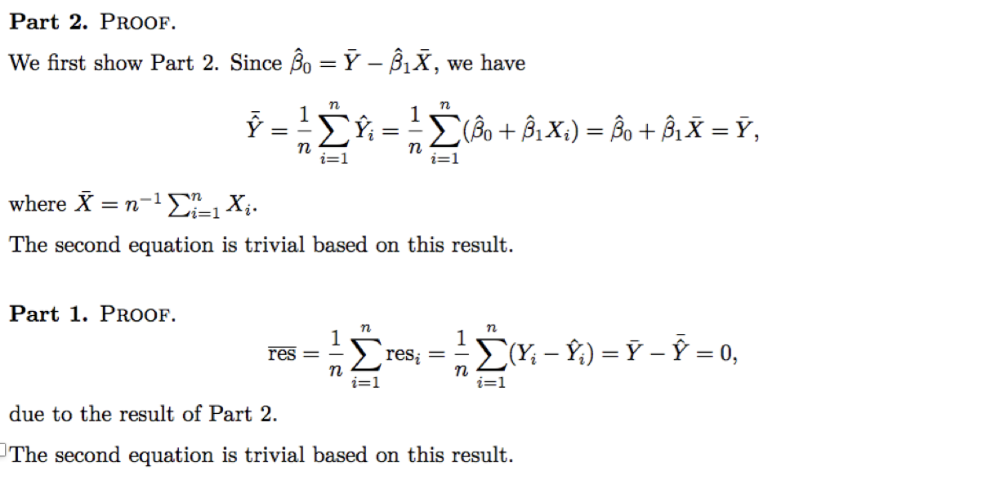 Part 2. PROOF.
We first show Part 2. Since $\hat{\beta}_0 = \bar{Y} - \hat{\beta}_1 \bar{X}$, we have
$\bar{\hat{Y}} = \frac{1}{n} \sum_{i=1}^{n} \hat{Y}_i = \frac{1}{n} \sum_{i=1}^{n} (\hat{\beta}_0 + \hat{\beta}_1 X_i) = \hat{\beta}_0 + \hat{\beta}_1 \bar{X} = \bar{Y},$
where $\bar{X} = n^{-1} \sum_{i=1}^{n} X_i$.
The second equation is trivial based on this result.
Part 1. PROOF.
$\overline{\text{res}} = \frac{1}{n} \sum_{i=1}^{n} \text{res}_i = \frac{1}{n} \sum_{i=1}^{n} (Y_i - \hat{Y}_i) = \bar{Y} - \bar{\hat{Y}} = 0,$
due to the result of Part 2.
The second equation is trivial based on this result.